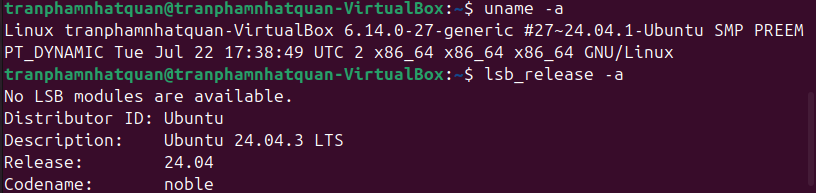 tranphamnhatquan@tranphamnhatquan-VirtualBox:~$ uname -a
Linux tranphamnhatquan-VirtualBox 6.14.0-27-generic #27~24.04.1-Ubuntu SMP PREEM
PT_DYNAMIC Tue Jul 22 17:38:49 UTC 2 x86_64 x86_64 x86_64 GNU/Linux
tranphamnhatquan@tranphamnhatquan-VirtualBox:~$ lsb_release -a
No LSB modules are available.
Distributor ID: Ubuntu
Description:    Ubuntu 24.04.3 LTS
Release:        24.04
Codename:       noble